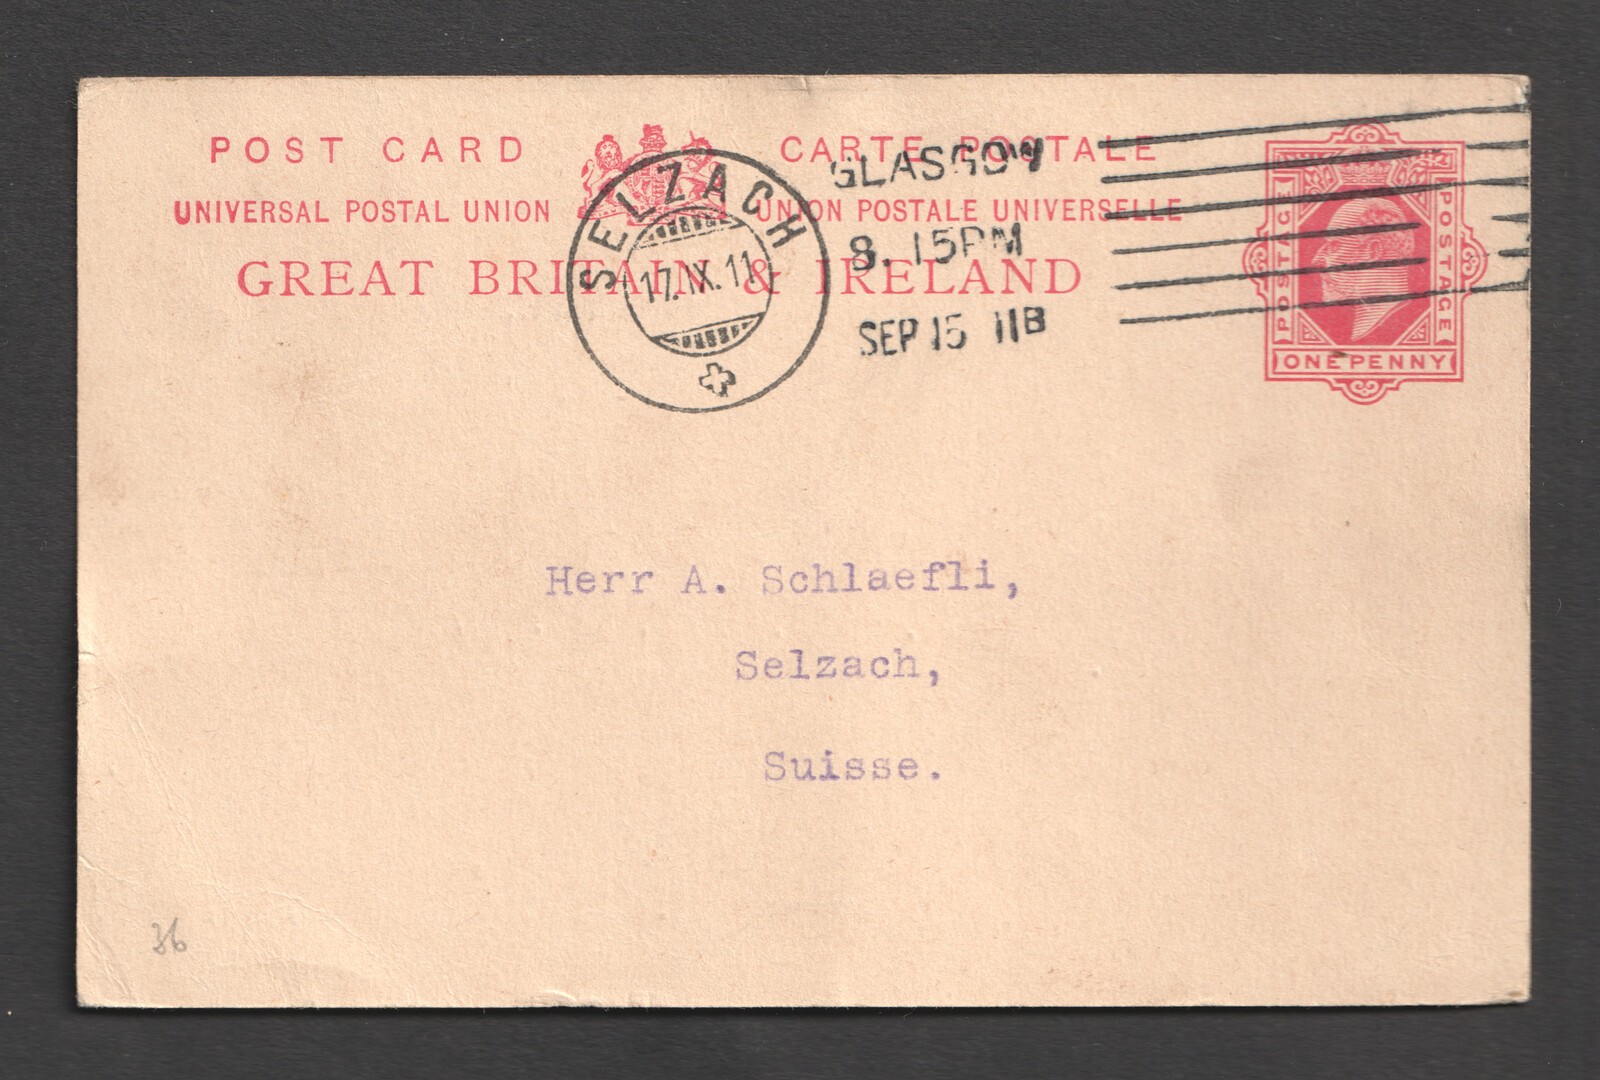 POST CARD CARTE POSTALE
UNIVERSAL POSTAL UNION UNION POSTALE UNIVERSELLE
GREAT BRITAIN & IRELAND
SELZACH
17.IX.11
GLASGOW
8.15PM
SEP 15 11B
POSTAGE
POSTAGE
ONE PENNY
Herr A. Schlaefli,
Selzach,
Suisse.
36